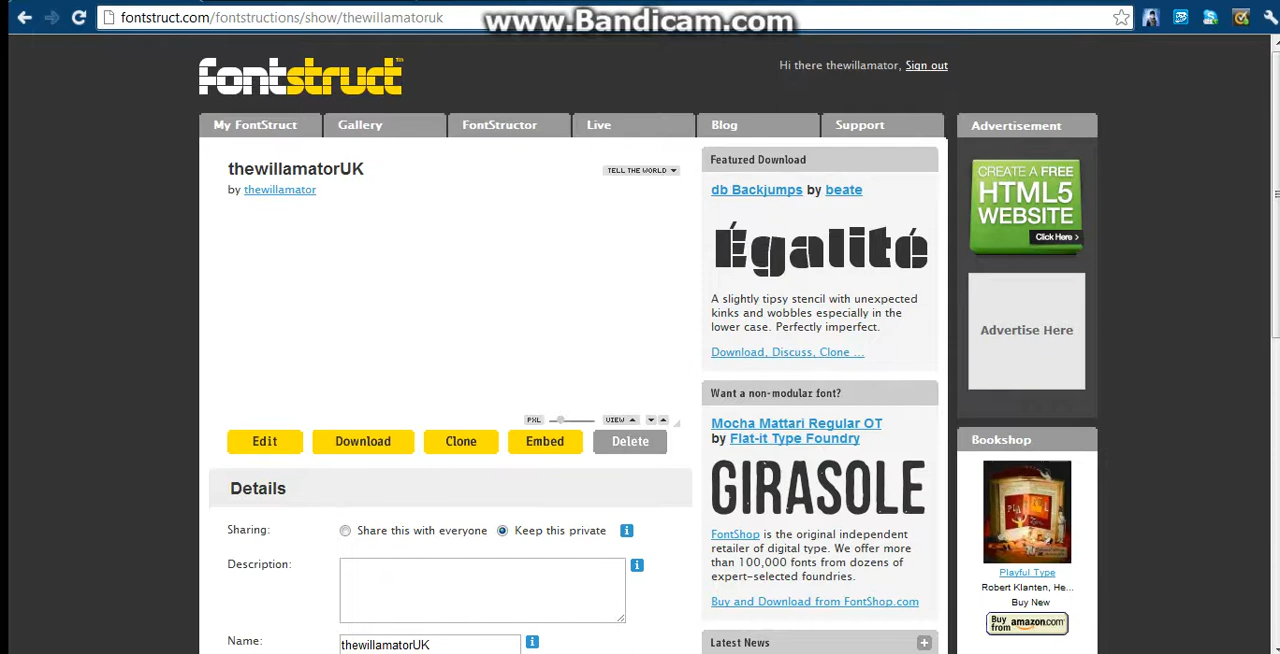 fontstruct.com/fontstructions/show/thewillamatoruk
www.Bandicam.com
fontstruct™
Hi there thewillamator, Sign out
My FontStruct
Gallery
FontStructor
Live
Blog
Support
Advertisement
thewillamatorUK
TELL THE WORLD
by thewillamator
PXL
VIEW
Edit
Download
Clone
Embed
Delete
Details
Sharing:
Share this with everyone
Keep this private
Description:
Name:
thewillamatorUK
Featured Download
db Backjumps by beate
Égalité
A slightly tipsy stencil with unexpected
kinks and wobbles especially in the
lower case. Perfectly imperfect.
Download, Discuss, Clone ...
Want a non-modular font?
Mocha Mattari Regular OT
by Flat-it Type Foundry
GIRASOLE
FontShop is the original independent
retailer of digital type. We offer more
than 100,000 fonts from dozens of
expert-selected foundries.
Buy and Download from FontShop.com
Latest News
CREATE A FREE
HTML5
WEBSITE
Click Here >
Advertise Here
Bookshop
Playful Type
Robert Klanten, He...
Buy New
Buy
from amazon.com